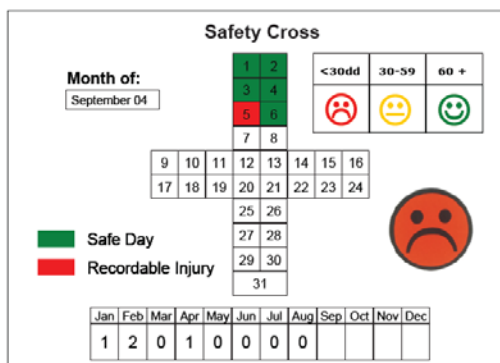 Safety Cross
Month of:
September 04
<30dd 30-59 60 +
1 2
3 4
5 6
7 8
9 10 11 12 13 14 15 16
17 18 19 20 21 22 23 24
25 26
27 28
29 30
31
Safe Day
Recordable Injury
Jan Feb Mar Apr May Jun Jul Aug Sep Oct Nov Dec
1 2 0 1 0 0 0 0